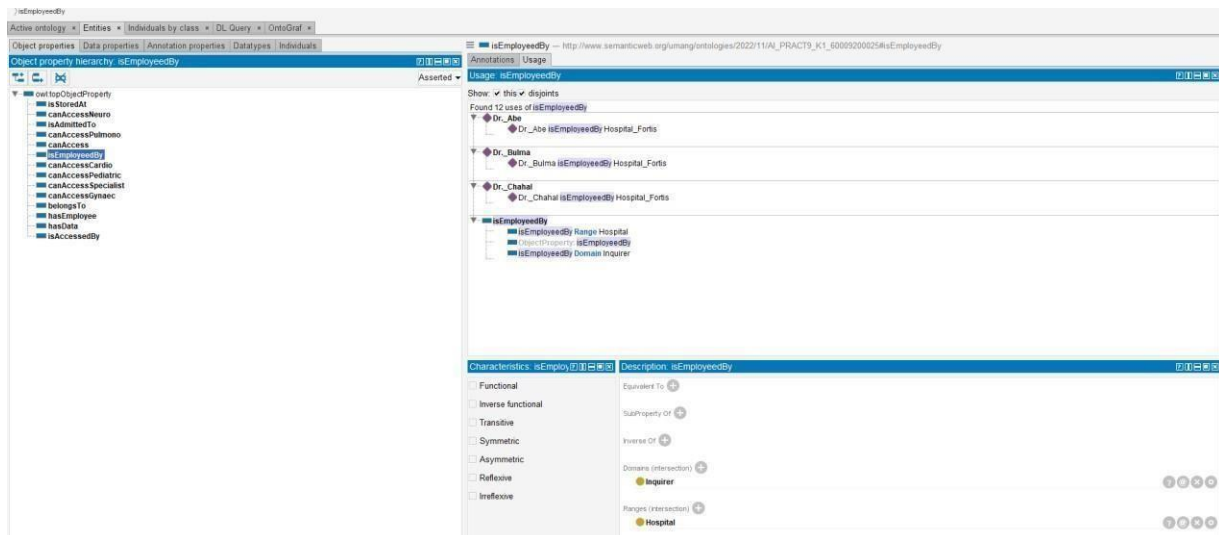 isEmployeedBy
Active ontology × Entities × Individuals by class × DL Query × OntoGraf ×
Object properties Data properties Annotation properties Datatypes Individuals
Object property hierarchy: isEmployeedBy
Asserted
owl:topObjectProperty
isStoredAt
canAccessNeuro
isAdmittedTo
canAccessPulmono
canAccess
isEmployeedBy
canAccessCardio
canAccessPediatric
canAccessSpecialist
canAccessGynaec
belongsTo
hasEmployee
hasData
isAccessedBy
isEmployeedBy — http://www.semanticweb.org/umang/ontologies/2022/11/AI_PRACT9_K1_60009200025#isEmployeedBy
Annotations Usage
Usage: isEmployeedBy
Show: this disjoints
Found 12 uses of isEmployeedBy
Dr._Abe
Dr._Abe isEmployeedBy Hospital_Fortis
Dr._Bulma
Dr._Bulma isEmployeedBy Hospital_Fortis
Dr._Chahal
Dr._Chahal isEmployeedBy Hospital_Fortis
isEmployeedBy
isEmployeedBy Range Hospital
ObjectProperty: isEmployeedBy
isEmployeedBy Domain Inquirer
Characteristics: isEmploy
Functional
Inverse functional
Transitive
Symmetric
Asymmetric
Reflexive
Irreflexive
Description: isEmployeedBy
Equivalent To
SubProperty Of
Inverse Of
Domains (intersection)
Inquirer
Ranges (intersection)
Hospital